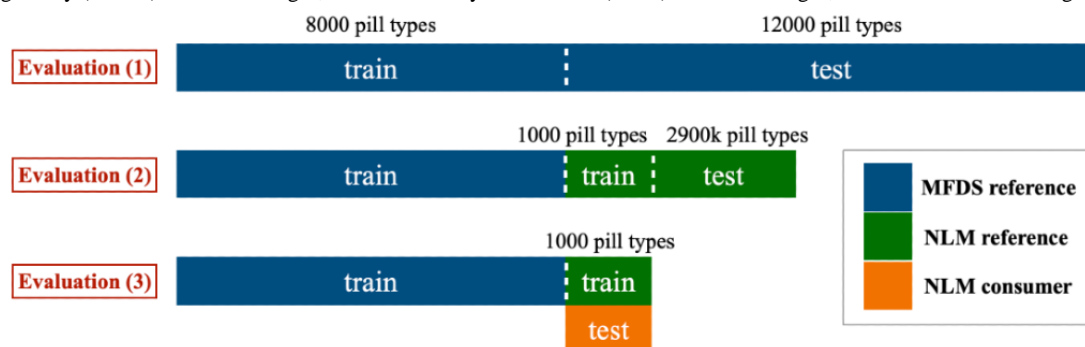 8000 pill types 12000 pill types
Evaluation (1) train test
1000 pill types 2900k pill types
Evaluation (2) train test
train
MFDS reference
1000 pill types
NLM reference
Evaluation (3) train train
NLM consumer
test